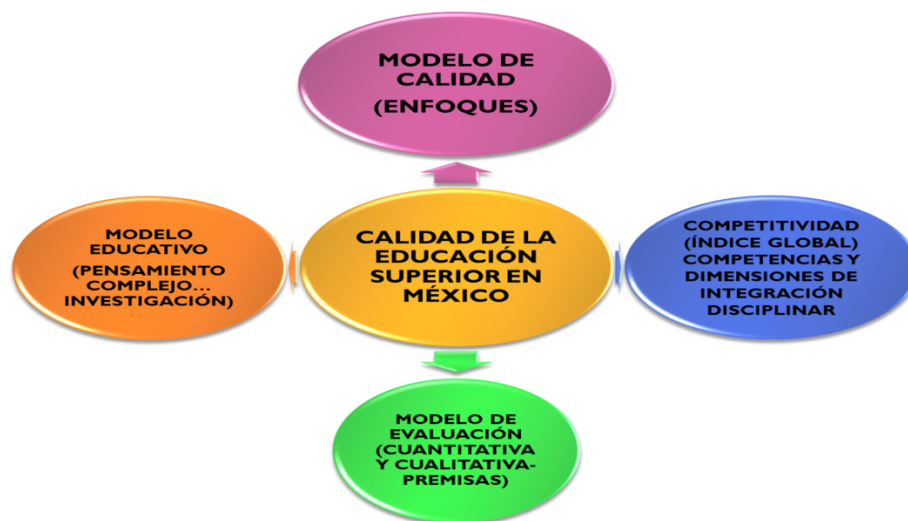 MODELO DE
CALIDAD
(ENFOQUES)
MODELO
EDUCATIVO
(PENSAMIENTO
COMPLEJO...
INVESTIGACIÓN)
CALIDAD DE LA
EDUCACIÓN
SUPERIOR EN
MÉXICO
COMPETITIVIDAD
(ÍNDICE GLOBAL)
COMPETENCIAS Y
DIMENSIONES DE
INTEGRACIÓN
DISCIPLINAR
MODELO DE
EVALUACIÓN
(CUANTITATIVA
Y CUALITATIVA-
PREMISAS)